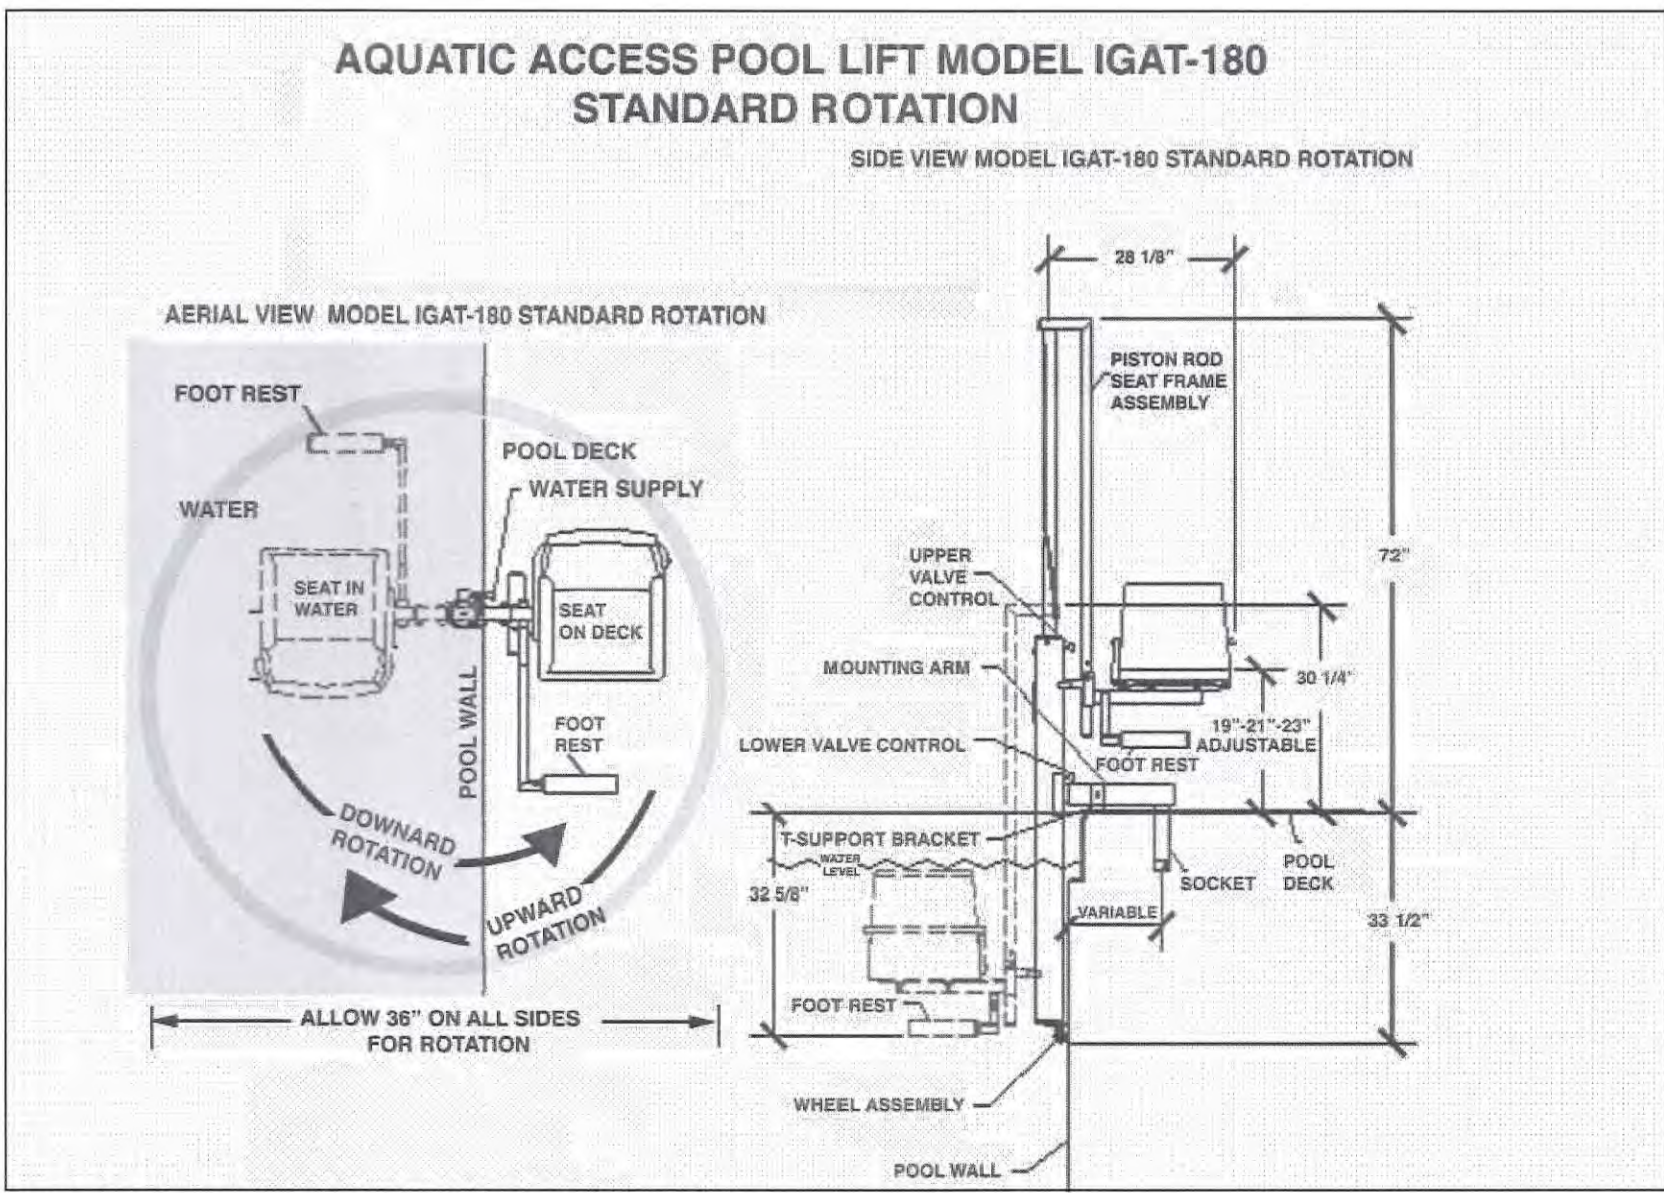 AQUATIC ACCESS POOL LIFT MODEL IGAT-180
STANDARD ROTATION
SIDE VIEW MODEL IGAT-180 STANDARD ROTATION
28 1/8"
AERIAL VIEW MODEL IGAT-180 STANDARD ROTATION
FOOT REST
POOL DECK
WATER SUPPLY
WATER
SEAT IN
WATER
SEAT
ON DECK
POOL WALL
FOOT
REST
DOWNARD
ROTATION
UPWARD
ROTATION
ALLOW 36" ON ALL SIDES
FOR ROTATION
PISTON ROD
SEAT FRAME
ASSEMBLY
72"
UPPER
VALVE
CONTROL
MOUNTING ARM
30 1/4"
19"-21"-23"
ADJUSTABLE
LOWER VALVE CONTROL
FOOT REST
T-SUPPORT BRACKET
WATER
LEVEL
POOL
DECK
SOCKET
32 5/8"
VARIABLE
33 1/2"
FOOT REST
WHEEL ASSEMBLY
POOL WALL